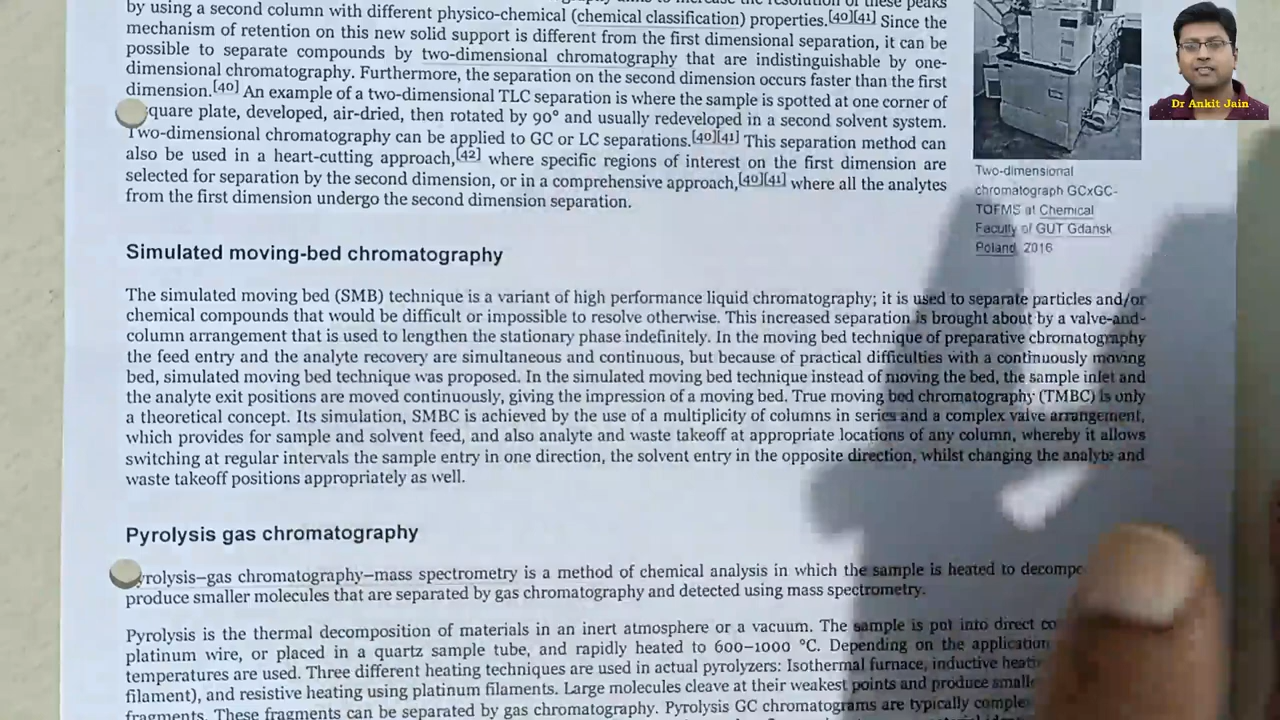 by using a second column with different physico-chemical (chemical classification) properties.[40][41] Since the
mechanism of retention on this new solid support is different from the first dimensional separation, it can be
possible to separate compounds by two-dimensional chromatography that are indistinguishable by one-
dimensional chromatography. Furthermore, the separation on the second dimension occurs faster than the first
dimension.[40] An example of a two-dimensional TLC separation is where the sample is spotted at one corner of
quare plate, developed, air-dried, then rotated by 90° and usually redeveloped in a second solvent system.
Two-dimensional chromatography can be applied to GC or LC separations.[40][41] This separation method can
also be used in a heart-cutting approach,[42] where specific regions of interest on the first dimension are
selected for separation by the second dimension, or in a comprehensive approach,[40][41] where all the analytes
from the first dimension undergo the second dimension separation.
Dr Ankit Jain
Two-dimensional
chromatograph GCxGC-
TOFMS at Chemical
Faculty of GUT Gdańsk
Poland, 2016
Simulated moving-bed chromatography
The simulated moving bed (SMB) technique is a variant of high performance liquid chromatography; it is used to separate particles and/or
chemical compounds that would be difficult or impossible to resolve otherwise. This increased separation is brought about by a valve-and-
column arrangement that is used to lengthen the stationary phase indefinitely. In the moving bed technique of preparative chromatography
the feed entry and the analyte recovery are simultaneous and continuous, but because of practical difficulties with a continuously moving
bed, simulated moving bed technique was proposed. In the simulated moving bed technique instead of moving the bed, the sample inlet and
the analyte exit positions are moved continuously, giving the impression of a moving bed. True moving bed chromatography (TMBC) is only
a theoretical concept. Its simulation, SMBC is achieved by the use of a multiplicity of columns in series and a complex valve arrangement,
which provides for sample and solvent feed, and also analyte and waste takeoff at appropriate locations of any column, whereby it allows
switching at regular intervals the sample entry in one direction, the solvent entry in the opposite direction, whilst changing the analyte and
waste takeoff positions appropriately as well.
Pyrolysis gas chromatography
yrolysis–gas chromatography–mass spectrometry is a method of chemical analysis in which the sample is heated to decompo
produce smaller molecules that are separated by gas chromatography and detected using mass spectrometry.
Pyrolysis is the thermal decomposition of materials in an inert atmosphere or a vacuum. The sample is put into direct co
platinum wire, or placed in a quartz sample tube, and rapidly heated to 600–1000 °C. Depending on the application
temperatures are used. Three different heating techniques are used in actual pyrolyzers: Isothermal furnace, inductive heati
filament), and resistive heating using platinum filaments. Large molecules cleave at their weakest points and produce smalle
fragments. These fragments can be separated by gas chromatography. Pyrolysis GC chromatograms are typically comple